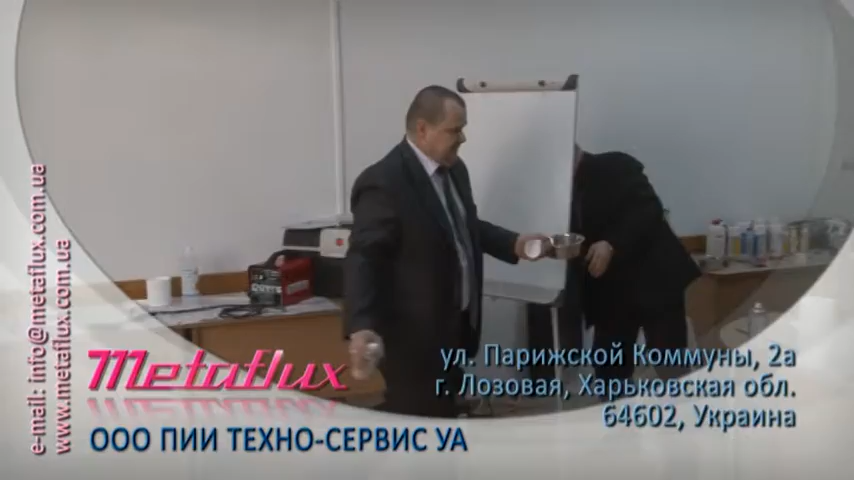 e-mail: info@metaflux.com.ua
www.metaflux.com.ua
Metaflux
ООО ПИИ ТЕХНО-СЕРВИС УА
ул. Парижской Коммуны, 2а
г. Лозовая, Харьковская обл.
64602, Украина